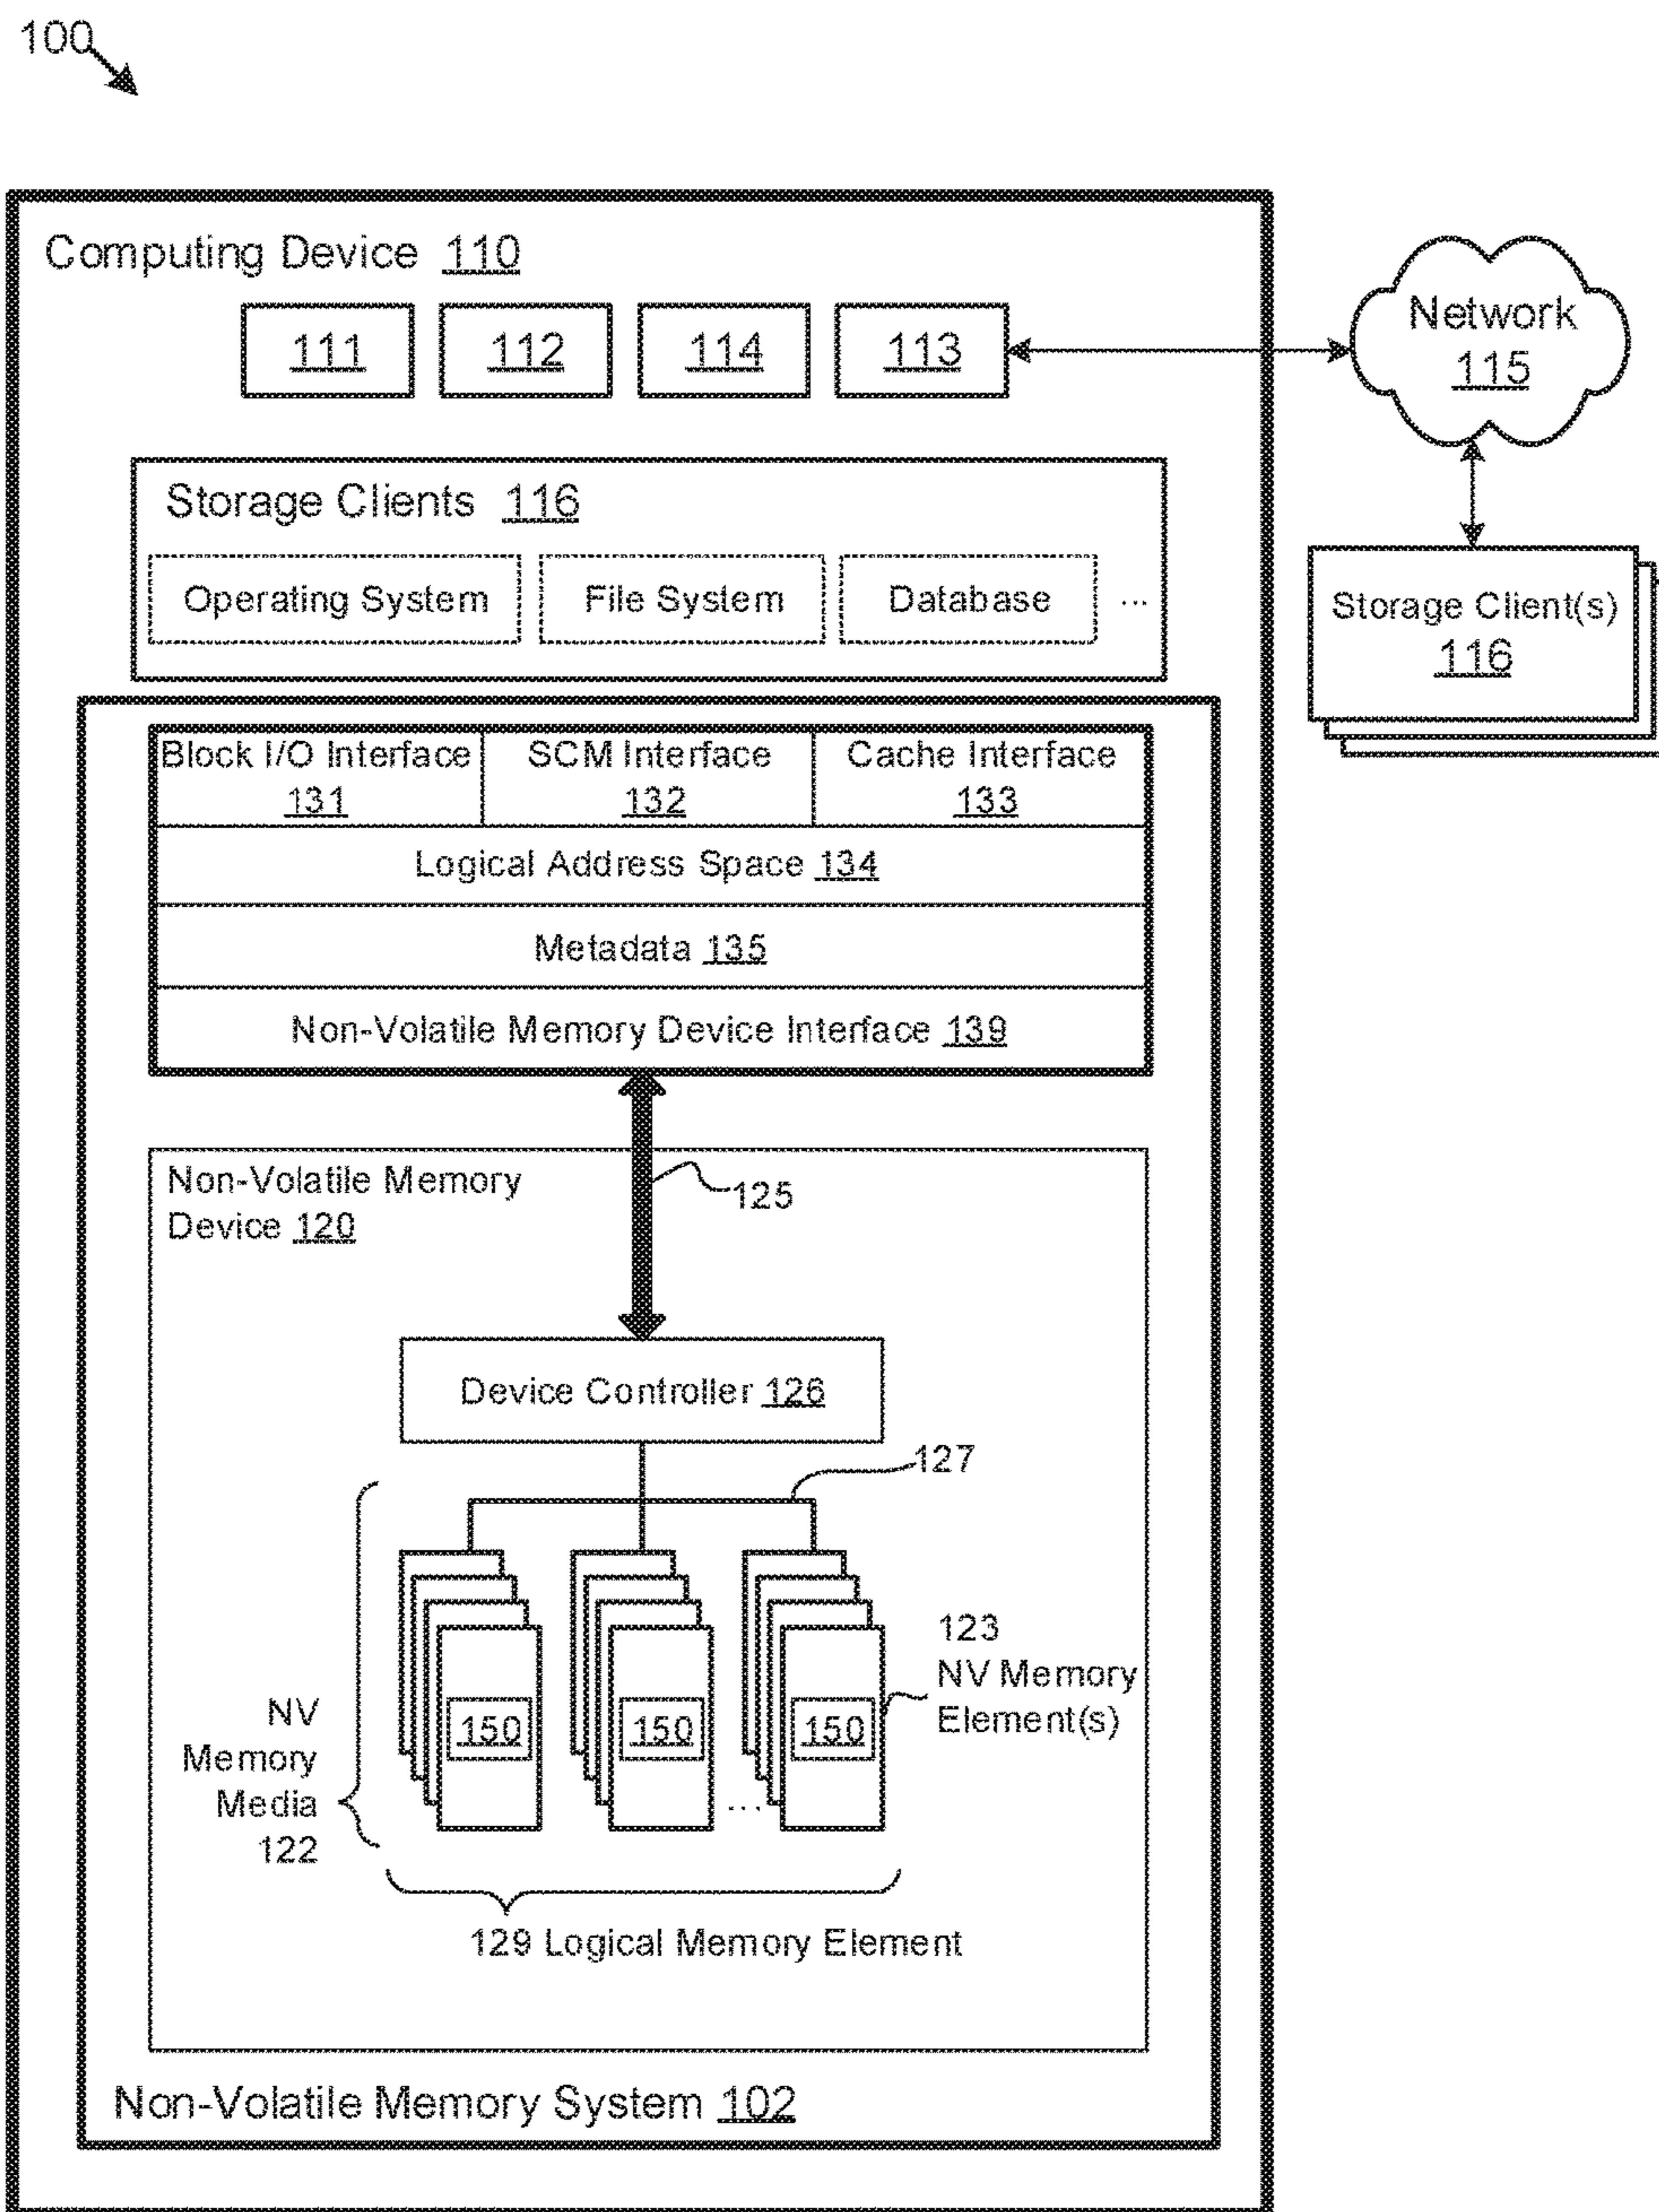 100
Computing Device 110
111 112 114 113
Network
115
Storage Clients 116
Operating System File System Database ...
Storage Client(s)
116
Block I/O Interface
131
SCM Interface
132
Cache Interface
133
Logical Address Space 134
Metadata 135
Non-Volatile Memory Device Interface 139
Non-Volatile Memory
Device 120
125
Device Controller 126
127
123
NV Memory
Element(s)
NV
Memory
Media
122
150 150 ... 150
129 Logical Memory Element
Non-Volatile Memory System 102